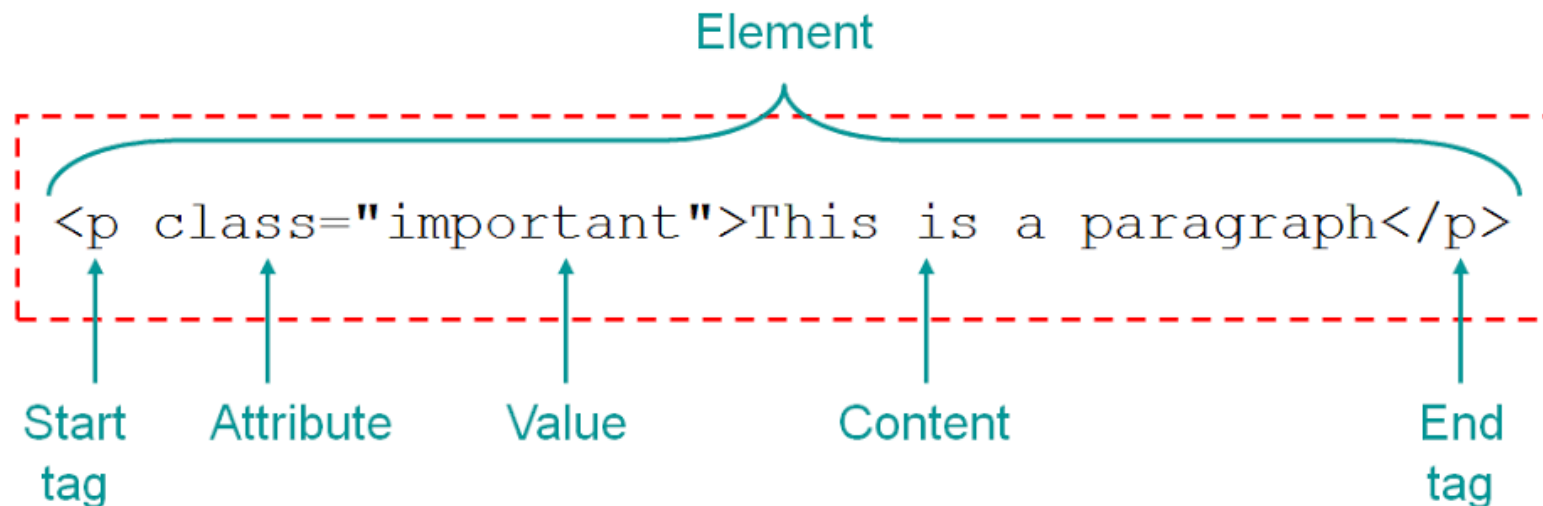 Element
<p class="important">This is a paragraph</p>
Start tag
Attribute
Value
Content
End tag